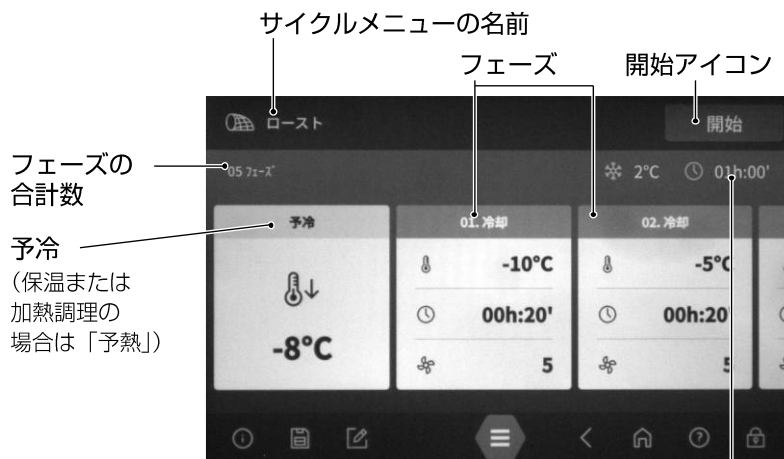 サイクルメニューの名前
フェーズ
開始アイコン
ロースト
開始
フェーズの
合計数
05 フェーズ
2°C
01h:00'
予冷
(保温または
加熱調理の
場合は「予熱」)
予冷
-8°C
01. 冷却
-10°C
00h:20'
5
02. 冷却
-5°C
00h:20'
5